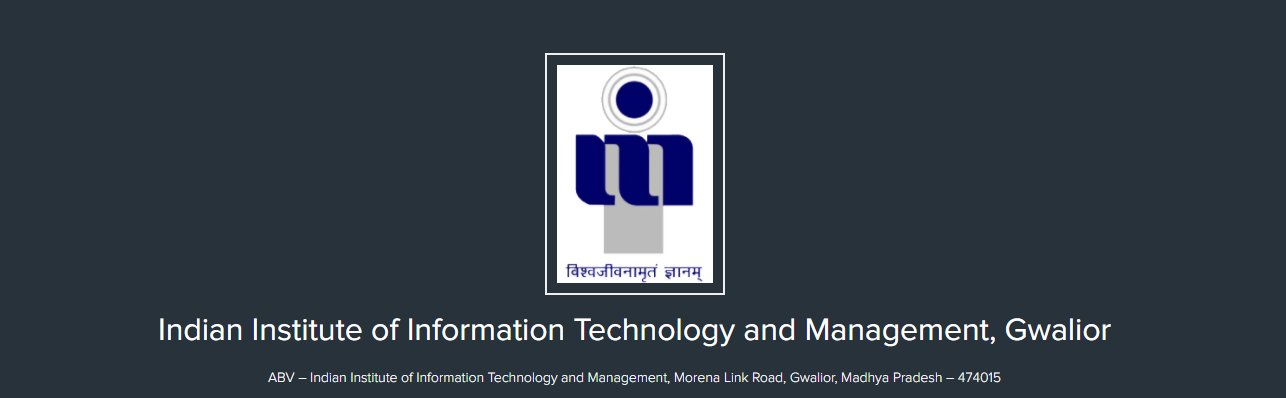 विश्वजीवनामृतं ज्ञानम्
Indian Institute of Information Technology and Management, Gwalior
ABV – Indian Institute of Information Technology and Management, Morena Link Road, Gwalior, Madhya Pradesh – 474015